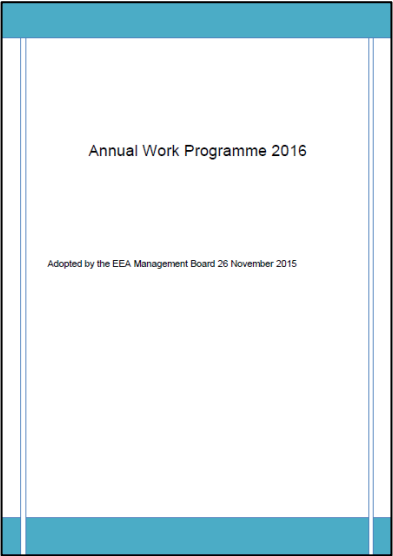 Annual Work Programme 2016
Adopted by the EEA Management Board 26 November 2015